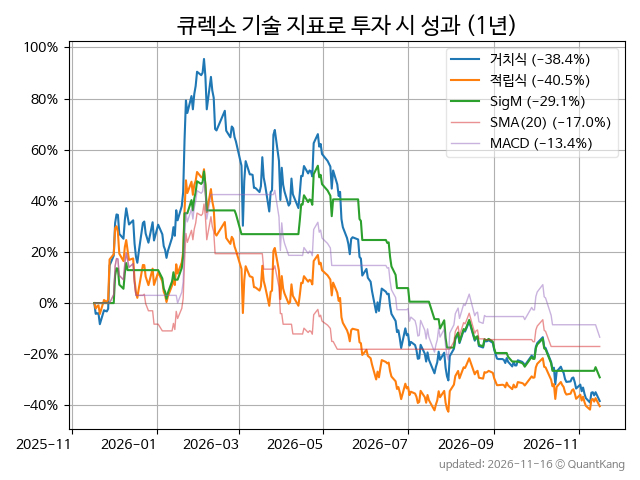 큐렉소 기술 지표로 투자 시 성과 (1년)
100%
80%
60%
40%
20%
0%
−20%
−40%
거치식 (−38.4%)
적립식 (−40.5%)
SigM (−29.1%)
SMA(20) (−17.0%)
MACD (−13.4%)
2025-11 2026-01 2026-03 2026-05 2026-07 2026-09 2026-11
updated: 2026-11-16 © QuantKang